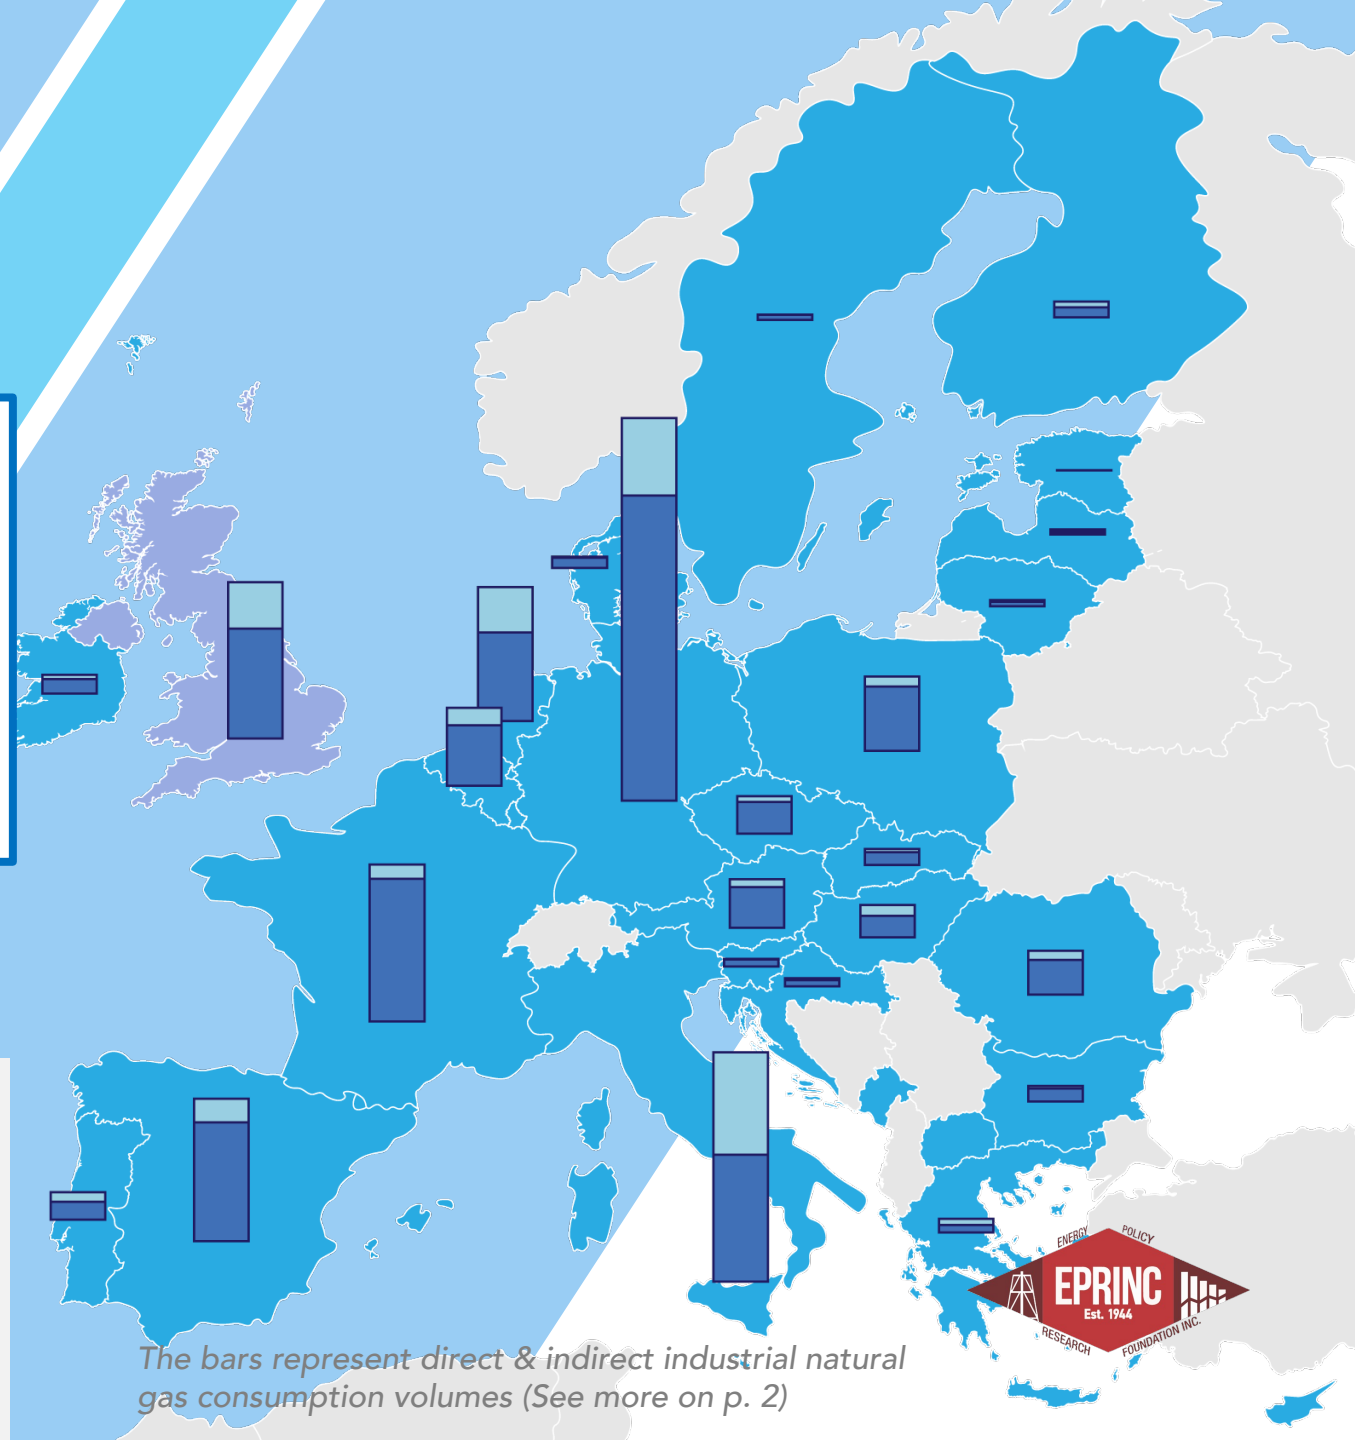 ENERGY POLICY
EPRINC
Est. 1944
RESEARCH FOUNDATION INC.
The bars represent direct & indirect industrial natural
gas consumption volumes (See more on p. 2)